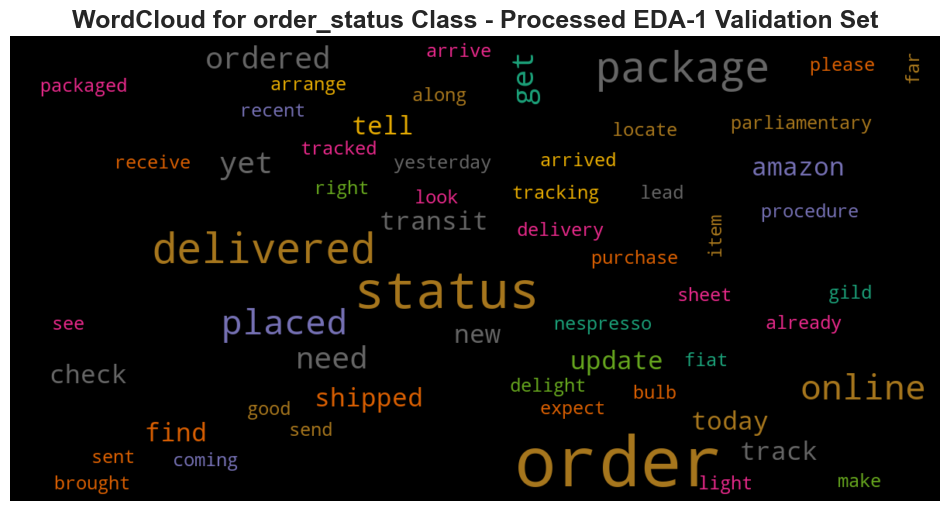 WordCloud for order_status Class - Processed EDA-1 Validation Set
arrive
ordered
get
package
please
far
packaged
arrange
along
recent
tell
locate
parliamentary
tracked
receive
yet
yesterday
arrived
amazon
right
look
tracking
lead
transit
procedure
delivered
delivery
item
purchase
status
sheet
gild
see
placed
new
nespresso
already
need
check
update
fiat
delight
bulb
online
shipped
good
expect
find
send
today
order
track
sent
coming
brought
light
make